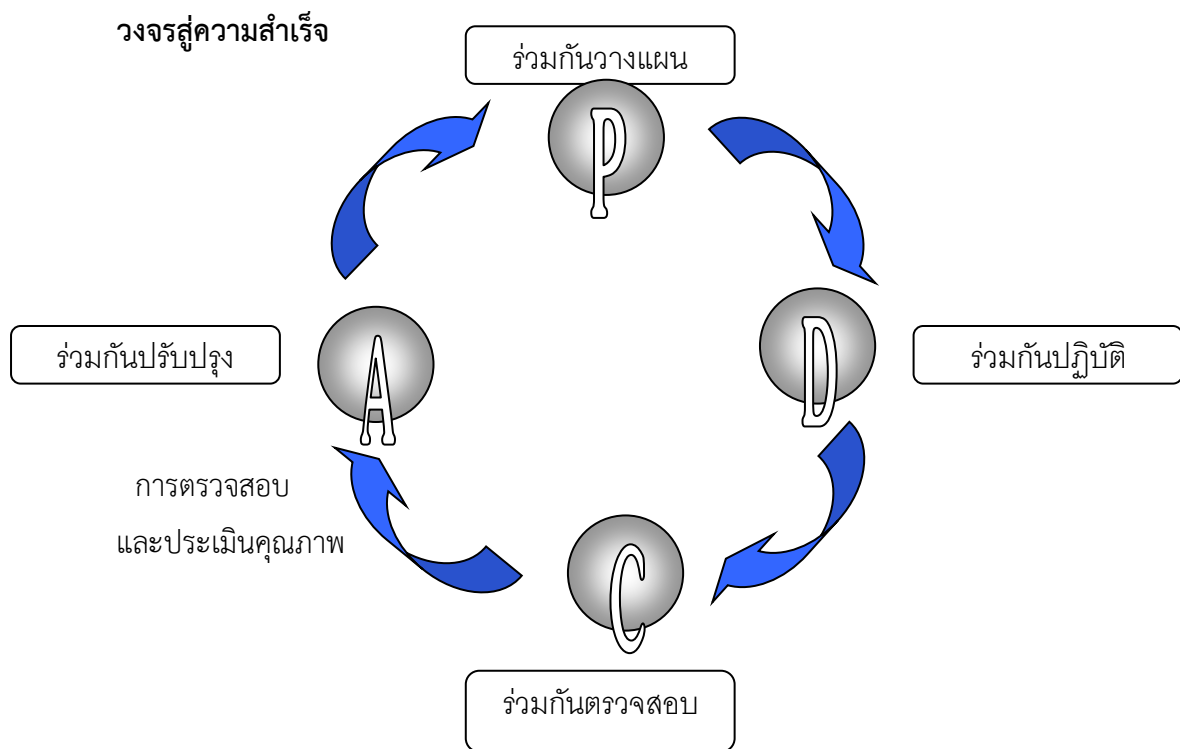 วงจรสู่ความสำเร็จ
ร่วมกันวางแผน
P
ร่วมกันปรับปรุง
A
D
ร่วมกันปฏิบัติ
การตรวจสอบ
และประเมินคุณภาพ
C
ร่วมกันตรวจสอบ